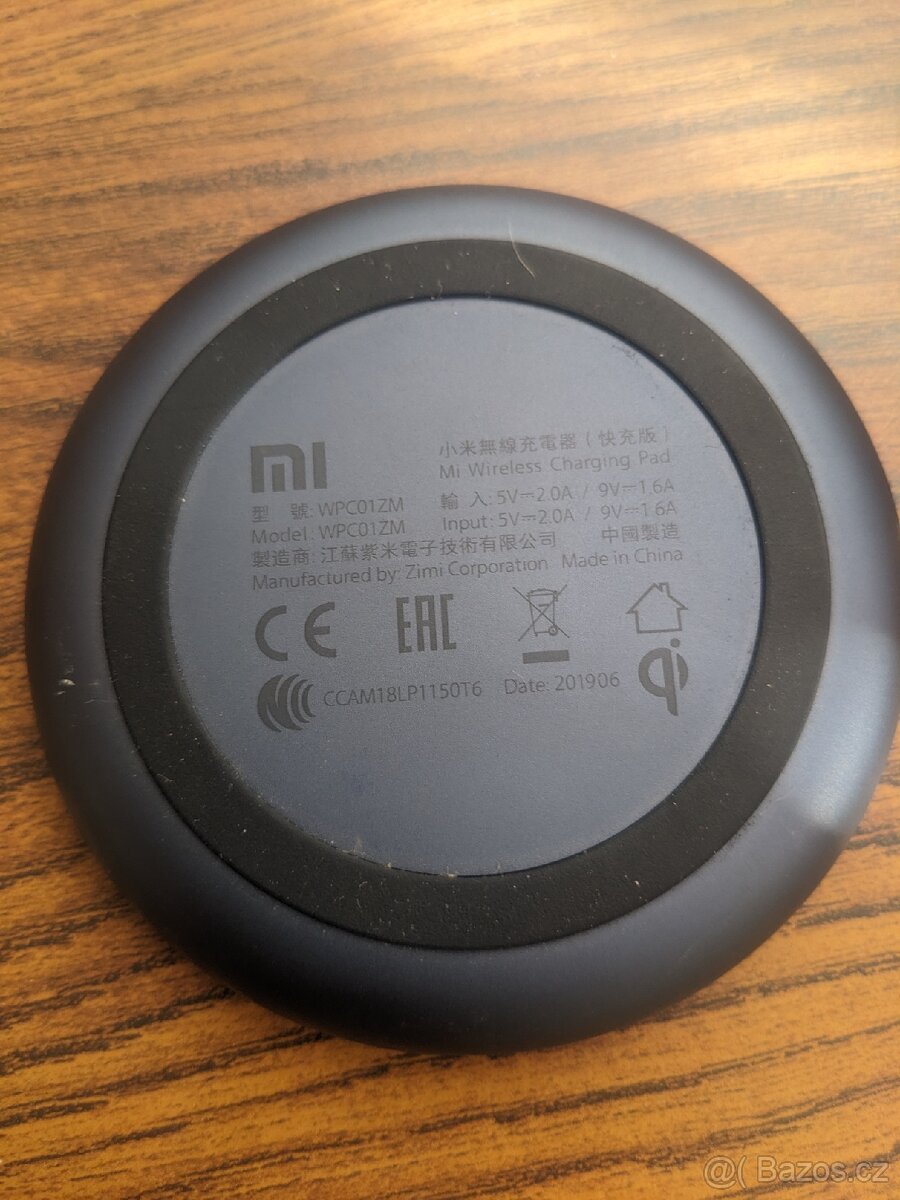 MI
小米無線充電器（快充版）
Mi Wireless Charging Pad
型 號: WPC01ZM 輸 入: 5V⎓2.0A / 9V⎓1.6A
Model: WPC01ZM Input: 5V⎓2.0A / 9V⎓1.6A
製造商: 江蘇紫米電子技術有限公司 中國製造
Manufactured by: Zimi Corporation Made in China
CE EAC
CCAM18LP1150T6 Date: 201906 qi
@( Bazos.cz